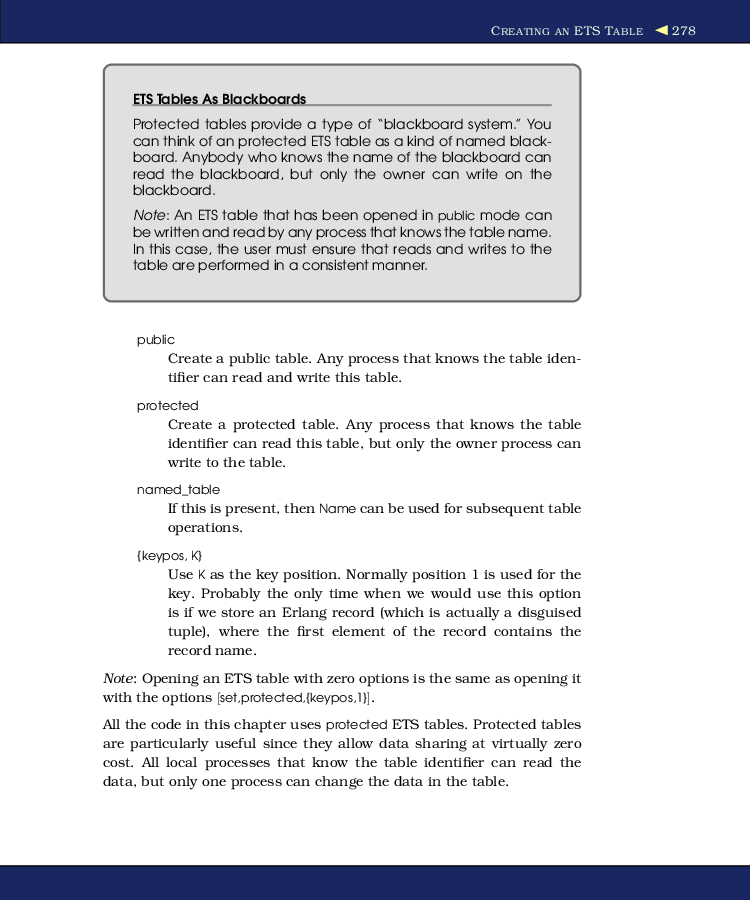 CREATING AN ETS TABLE ◀ 278
ETS Tables As Blackboards
Protected tables provide a type of “blackboard system.” You
can think of an protected ETS table as a kind of named black-
board. Anybody who knows the name of the blackboard can
read the blackboard, but only the owner can write on the
blackboard.
Note: An ETS table that has been opened in public mode can
be written and read by any process that knows the table name.
In this case, the user must ensure that reads and writes to the
table are performed in a consistent manner.
public
Create a public table. Any process that knows the table iden-
tifier can read and write this table.
protected
Create a protected table. Any process that knows the table
identifier can read this table, but only the owner process can
write to the table.
named_table
If this is present, then Name can be used for subsequent table
operations.
{keypos, K}
Use K as the key position. Normally position 1 is used for the
key. Probably the only time when we would use this option
is if we store an Erlang record (which is actually a disguised
tuple), where the first element of the record contains the
record name.
Note: Opening an ETS table with zero options is the same as opening it
with the options [set,protected,{keypos,1}].
All the code in this chapter uses protected ETS tables. Protected tables
are particularly useful since they allow data sharing at virtually zero
cost. All local processes that know the table identifier can read the
data, but only one process can change the data in the table.